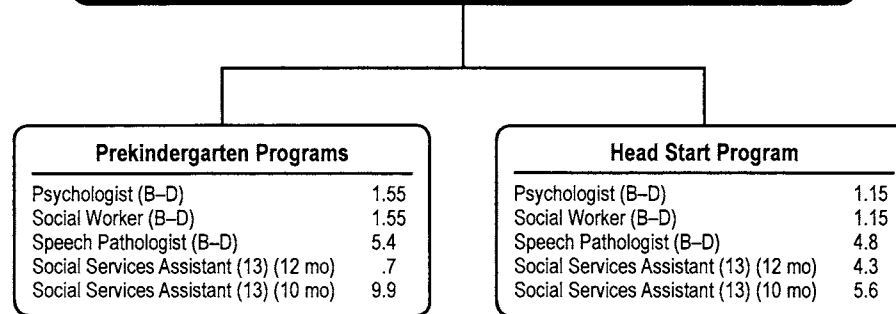 Prekindergarten Programs
Psychologist (B–D) 1.55
Social Worker (B–D) 1.55
Speech Pathologist (B–D) 5.4
Social Services Assistant (13) (12 mo) .7
Social Services Assistant (13) (10 mo) 9.9
Head Start Program
Psychologist (B–D) 1.15
Social Worker (B–D) 1.15
Speech Pathologist (B–D) 4.8
Social Services Assistant (13) (12 mo) 4.3
Social Services Assistant (13) (10 mo) 5.6